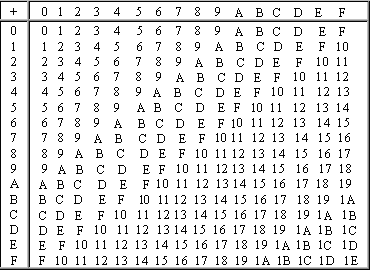 + 0 1 2 3 4 5 6 7 8 9 A B C D E F
0 0 1 2 3 4 5 6 7 8 9 A B C D E F
1 1 2 3 4 5 6 7 8 9 A B C D E F 10
2 2 3 4 5 6 7 8 9 A B C D E F 10 11
3 3 4 5 6 7 8 9 A B C D E F 10 11 12
4 4 5 6 7 8 9 A B C D E F 10 11 12 13
5 5 6 7 8 9 A B C D E F 10 11 12 13 14
6 6 7 8 9 A B C D E F 10 11 12 13 14 15
7 7 8 9 A B C D E F 10 11 12 13 14 15 16
8 8 9 A B C D E F 10 11 12 13 14 15 16 17
9 9 A B C D E F 10 11 12 13 14 15 16 17 18
A A B C D E F 10 11 12 13 14 15 16 17 18 19
B B C D E F 10 11 12 13 14 15 16 17 18 19 1A
C C D E F 10 11 12 13 14 15 16 17 18 19 1A 1B
D D E F 10 11 12 13 14 15 16 17 18 19 1A 1B 1C
E E F 10 11 12 13 14 15 16 17 18 19 1A 1B 1C 1D
F F 10 11 12 13 14 15 16 17 18 19 1A 1B 1C 1D 1E